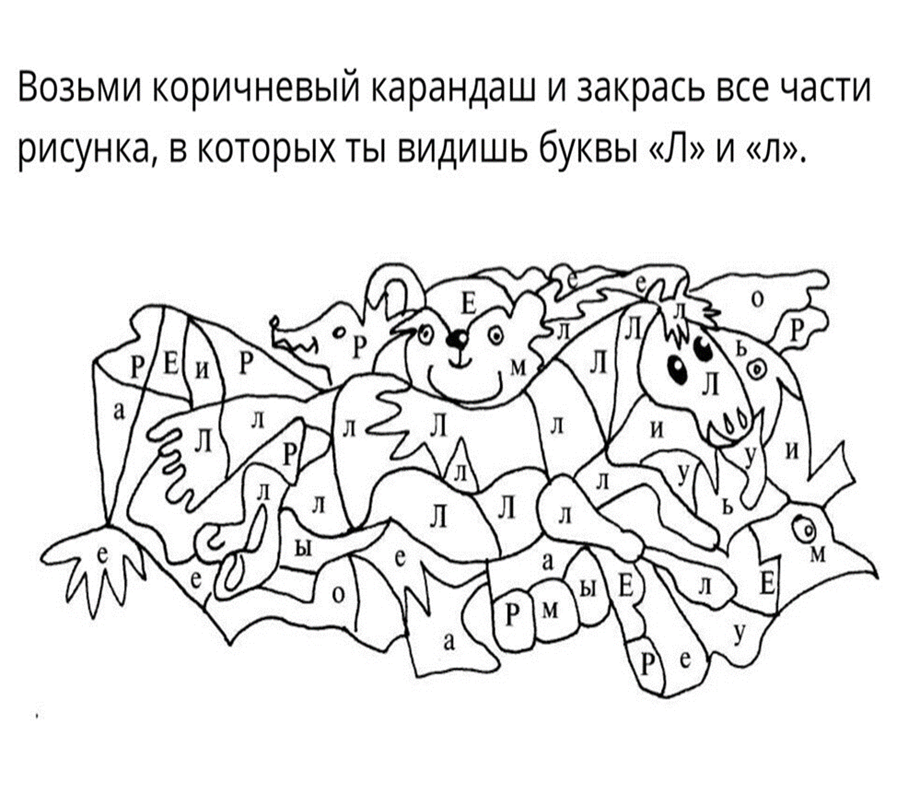 Возьми коричневый карандаш и закрась все части
рисунка, в которых ты видишь буквы «Л» и «л».
е е о
Е Р
Р Е и Р Р л Л л ь
м Л Л
а л Л л Л л и и
Р л л у у
л л Л Л л ь
е ы е а м
е о ы Е л Е
Р м
а Р е у